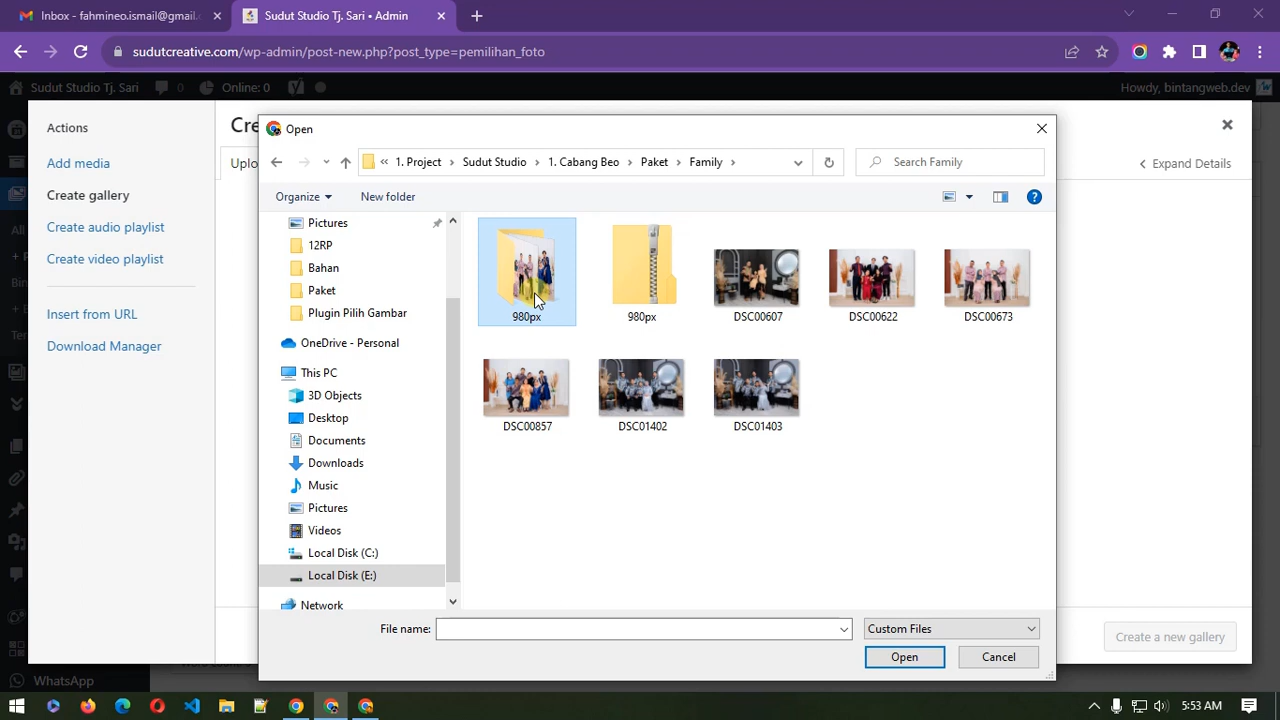 Inbox - fahmineo.ismail@gmail.
Sudut Studio Tj. Sari • Admin
sudutcreative.com/wp-admin/post-new.php?post_type=pemilihan_foto
Sudut Studio Tj. Sari
Online: 0
Howdy, bintangweb.dev
Actions
Add media
Create gallery
Create audio playlist
Create video playlist
Insert from URL
Download Manager
Expand Details
Open
1. Project
Sudut Studio
1. Cabang Beo
Paket
Family
Search Family
Organize
New folder
Pictures
12RP
Bahan
Paket
Plugin Pilih Gambar
OneDrive - Personal
This PC
3D Objects
Desktop
Documents
Downloads
Music
Pictures
Videos
Local Disk (C:)
Local Disk (E:)
Network
980px
980px
DSC00607
DSC00622
DSC00673
DSC00857
DSC01402
DSC01403
File name:
Custom Files
Open
Cancel
Create a new gallery
WhatsApp
5:53 AM